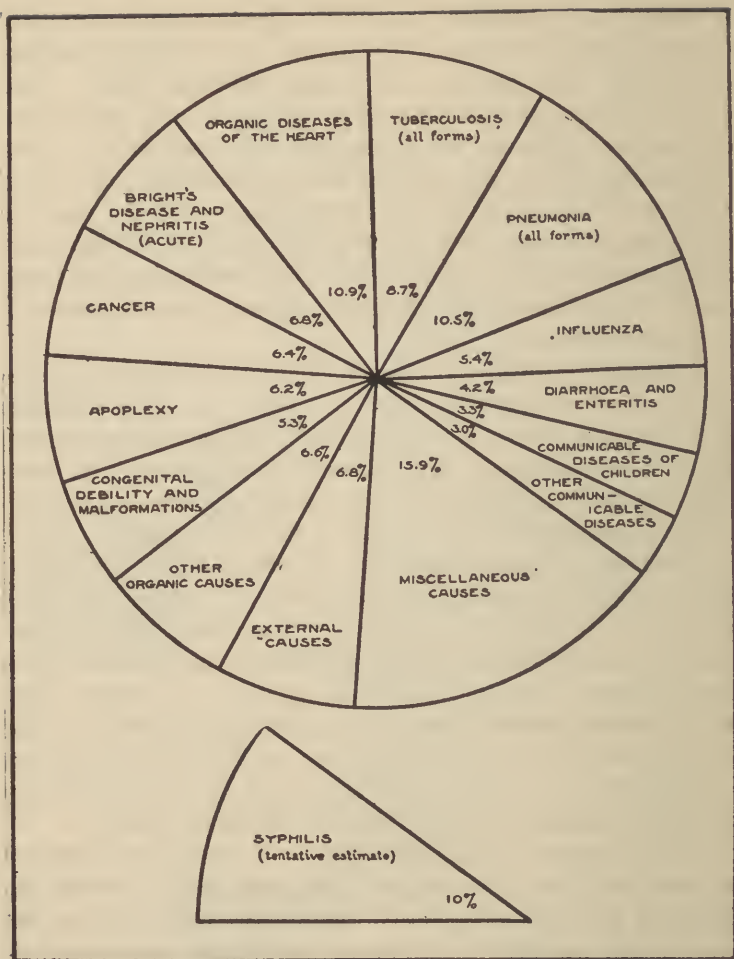 ORGANIC DISEASES
OF THE HEART
10.9%
TUBERCULOSIS
(all forms)
8.7%
PNEUMONIA
(all forms)
10.5%
INFLUENZA
5.4%
DIARRHOEA AND
ENTERITIS
4.2%
COMMUNICABLE
DISEASES OF
CHILDREN
3.3%
OTHER
COMMUN-
ICABLE
DISEASES
3.0%
MISCELLANEOUS
CAUSES
15.9%
EXTERNAL
CAUSES
6.8%
OTHER
ORGANIC CAUSES
6.6%
CONGENITAL
DEBILITY AND
MALFORMATIONS
5.3%
APOPLEXY
6.2%
CANCER
6.4%
BRIGHT'S
DISEASE AND
NEPHRITIS
(ACUTE)
6.8%
SYPHILIS
(tentative estimate)
10%